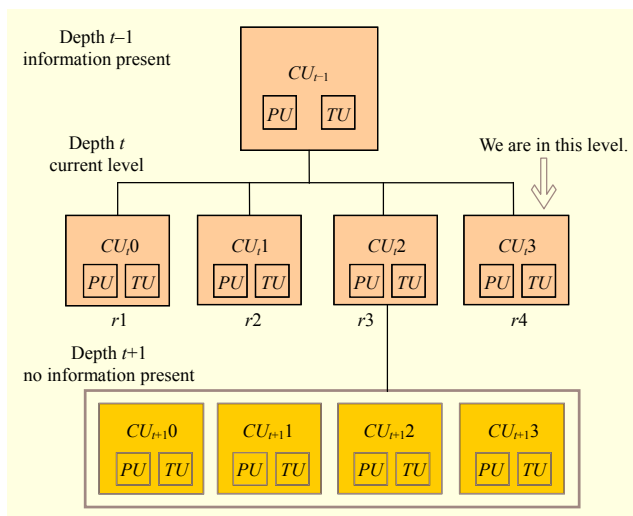 Depth t–1
information present
CUₜ₋₁
PU TU
Depth t
current level
We are in this level.
CUₜ0 CUₜ1 CUₜ2 CUₜ3
PU TU PU TU PU TU PU TU
r1 r2 r3 r4
Depth t+1
no information present
CUₜ₊₁0 CUₜ₊₁1 CUₜ₊₁2 CUₜ₊₁3
PU TU PU TU PU TU PU TU